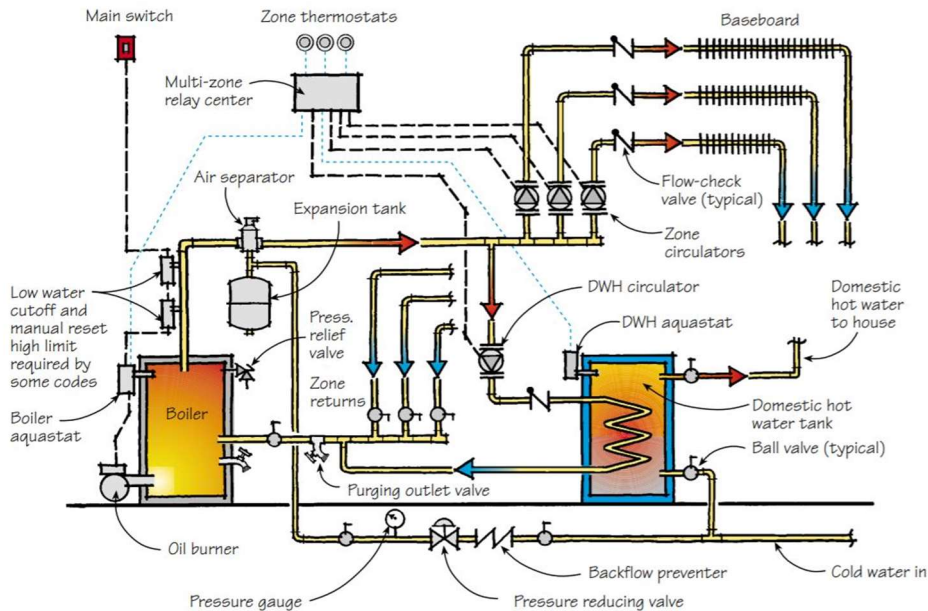 Main switch
Zone thermostats
Baseboard
Multi-zone
relay center
Air separator
Expansion tank
Flow-check
valve (typical)
Zone
circulators
Low water
cutoff and
manual reset
high limit
required by
some codes
Press.
relief
valve
DWH circulator
DWH aquastat
Domestic
hot water
to house
Boiler
aquastat
Boiler
Zone
returns
Domestic hot
water tank
Ball valve (typical)
Purging outlet valve
Oil burner
Pressure gauge
Backflow preventer
Pressure reducing valve
Cold water in